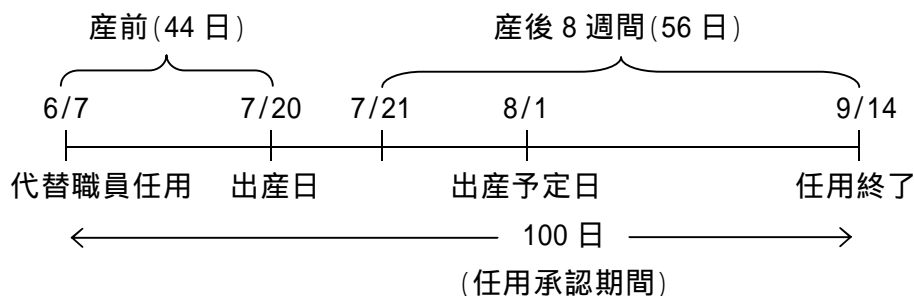 産前(44日) 産後8週間(56日)
6/7 7/20 7/21 8/1 9/14
代替職員任用 出産日 出産予定日 任用終了
100日
(任用承認期間)